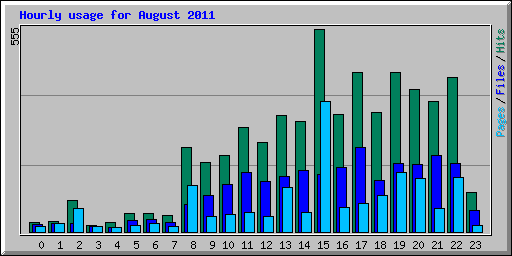 Hourly usage for August 2011
555
Pages / Files / Hits
0 1 2 3 4 5 6 7 8 9 10 11 12 13 14 15 16 17 18 19 20 21 22 23